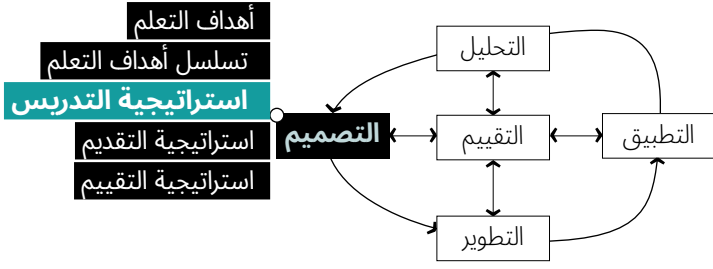 أهداف التعلم
تسلسل أهداف التعلم
استراتيجية التدريس
استراتيجية التقديم
استراتيجية التقييم
التحليل
التصميم
التقييم
التطبيق
التطوير